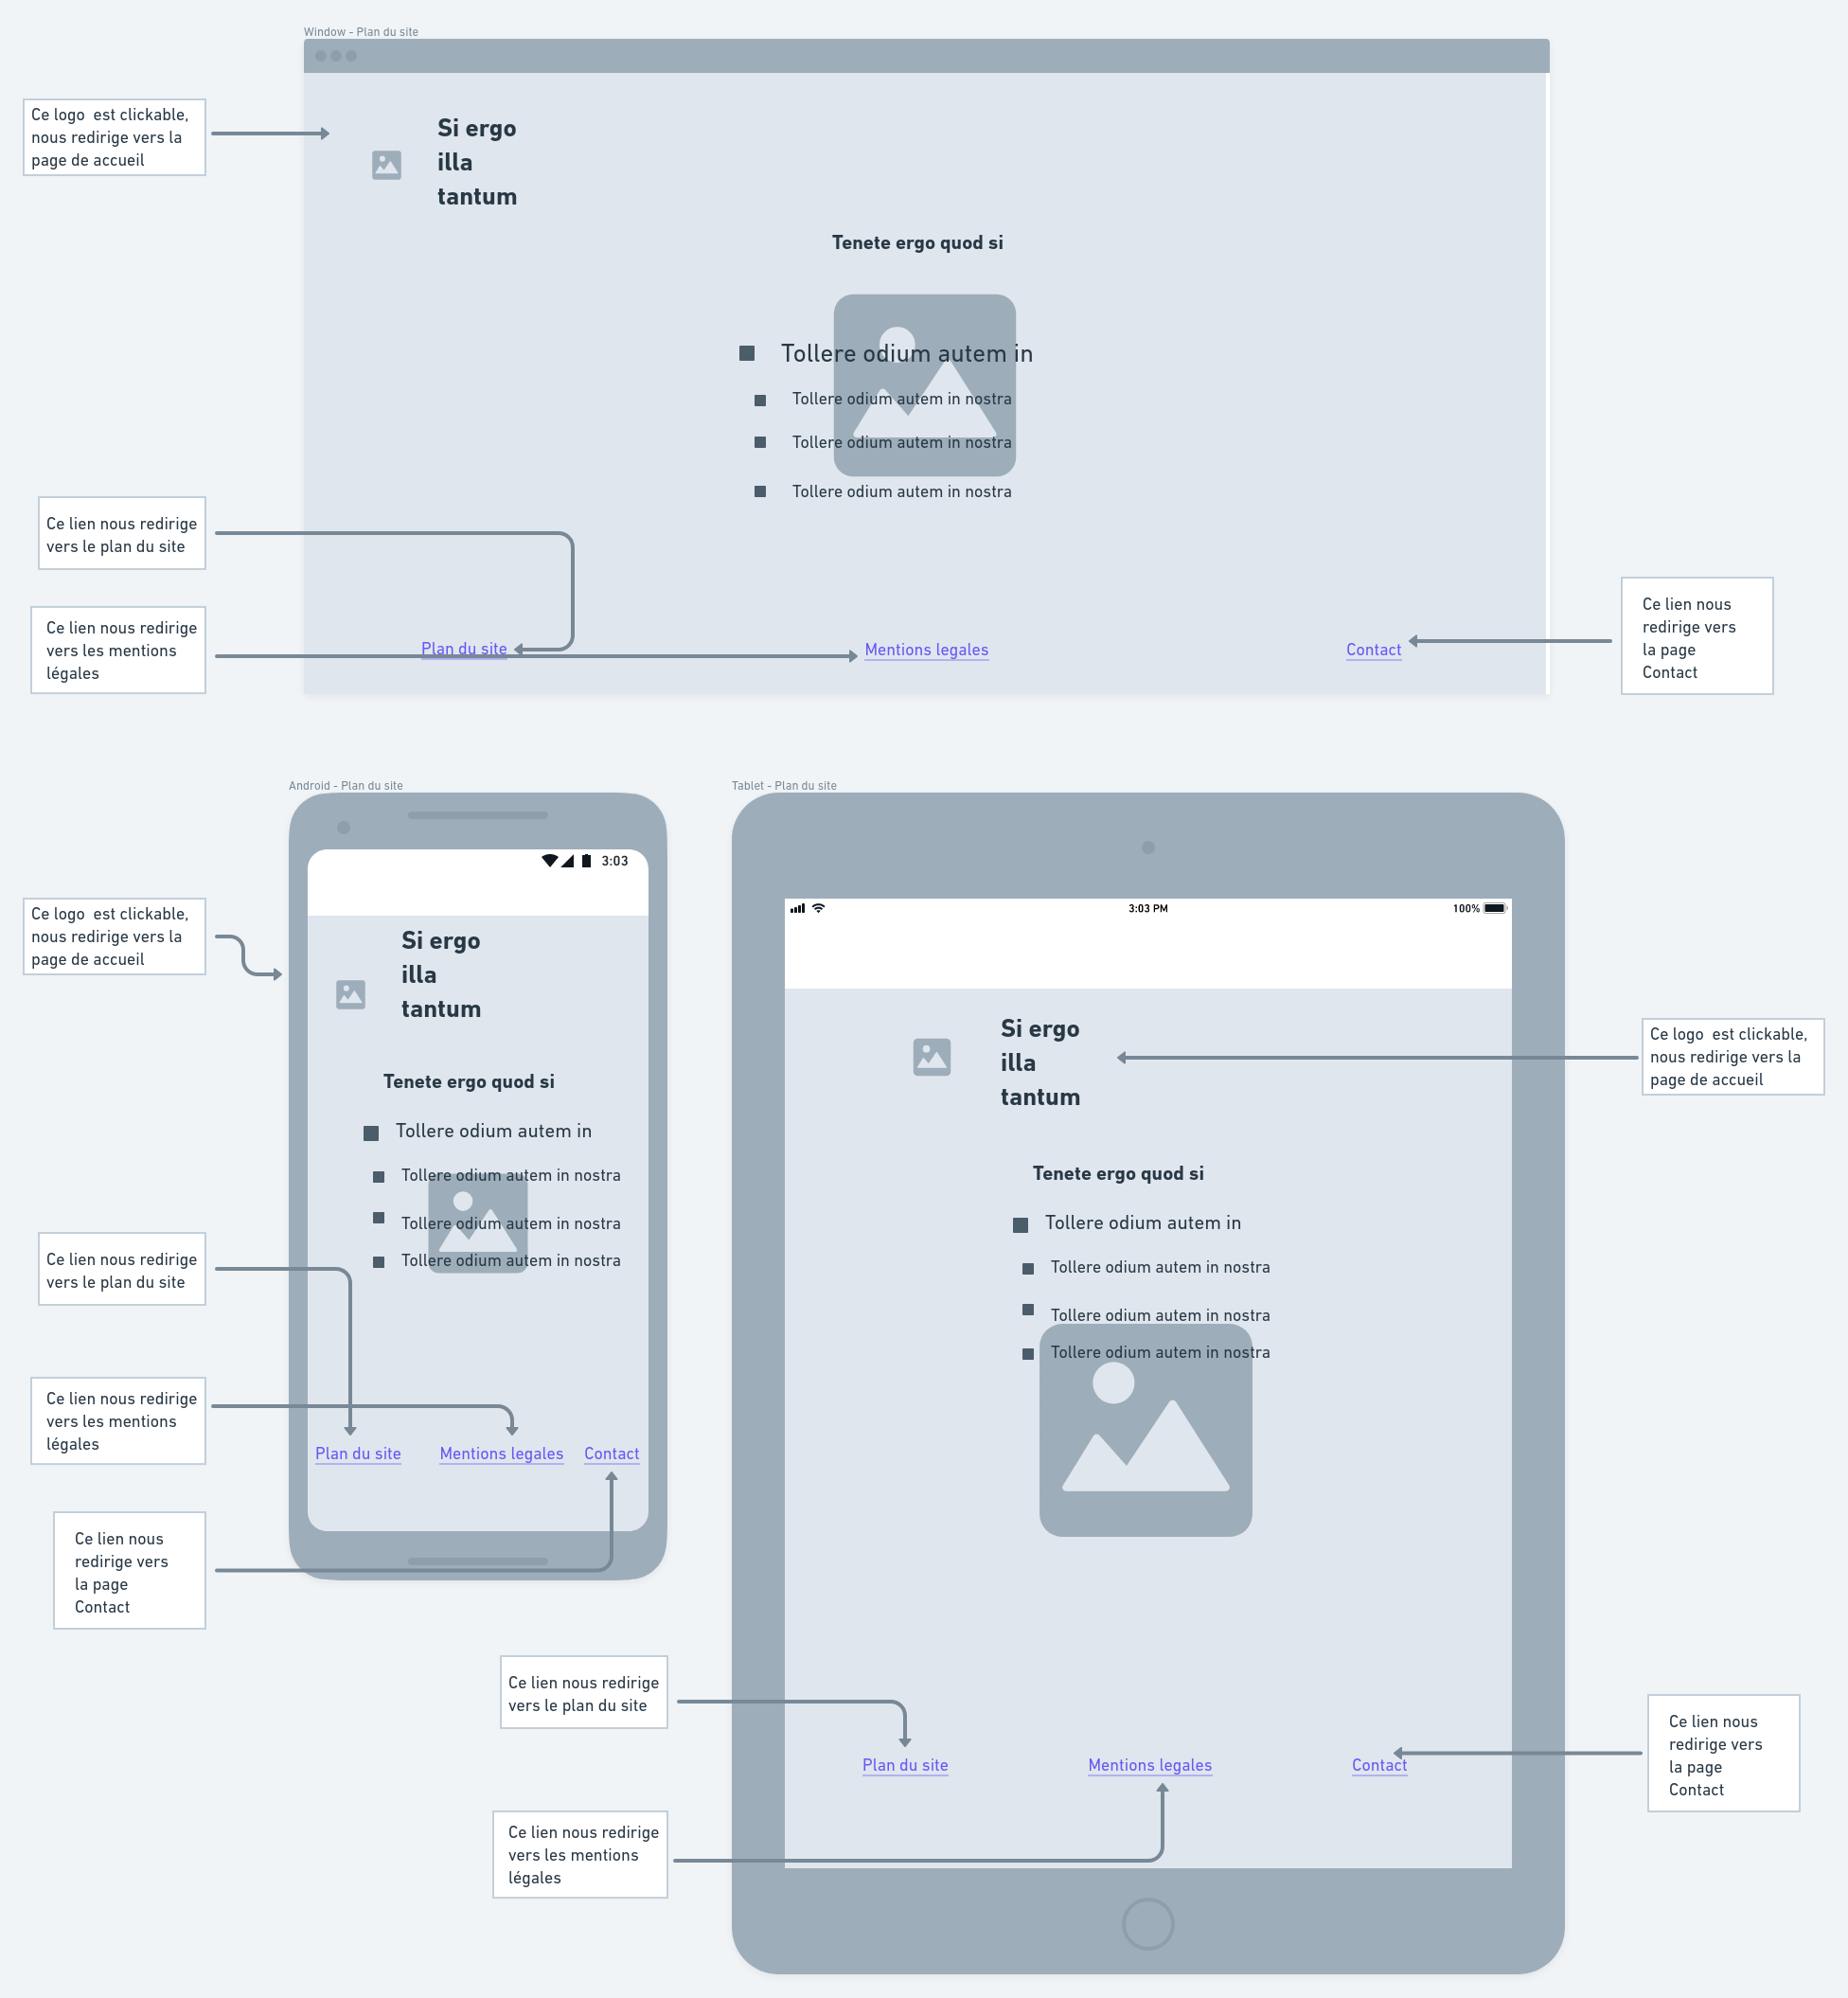 Window - Plan du site
Ce logo  est clickable,
nous redirige vers la
page de accueil
Si ergo
illa
tantum
Tenete ergo quod si
Tollere odium autem in
Tollere odium autem in nostra
Tollere odium autem in nostra
Tollere odium autem in nostra
Ce lien nous redirige
vers le plan du site
Ce lien nous redirige
vers les mentions
légales
Plan du site
Mentions legales
Contact
Ce lien nous
redirige vers
la page
Contact
Android - Plan du site
3:03
Ce logo  est clickable,
nous redirige vers la
page de accueil
Si ergo
illa
tantum
Tenete ergo quod si
Tollere odium autem in
Tollere odium autem in nostra
Tollere odium autem in nostra
Tollere odium autem in nostra
Ce lien nous redirige
vers le plan du site
Ce lien nous redirige
vers les mentions
légales
Plan du site
Mentions legales
Contact
Ce lien nous
redirige vers
la page
Contact
Tablet - Plan du site
3:03 PM
100%
Si ergo
illa
tantum
Ce logo  est clickable,
nous redirige vers la
page de accueil
Tenete ergo quod si
Tollere odium autem in
Tollere odium autem in nostra
Tollere odium autem in nostra
Tollere odium autem in nostra
Ce lien nous redirige
vers le plan du site
Plan du site
Mentions legales
Contact
Ce lien nous
redirige vers
la page
Contact
Ce lien nous redirige
vers les mentions
légales